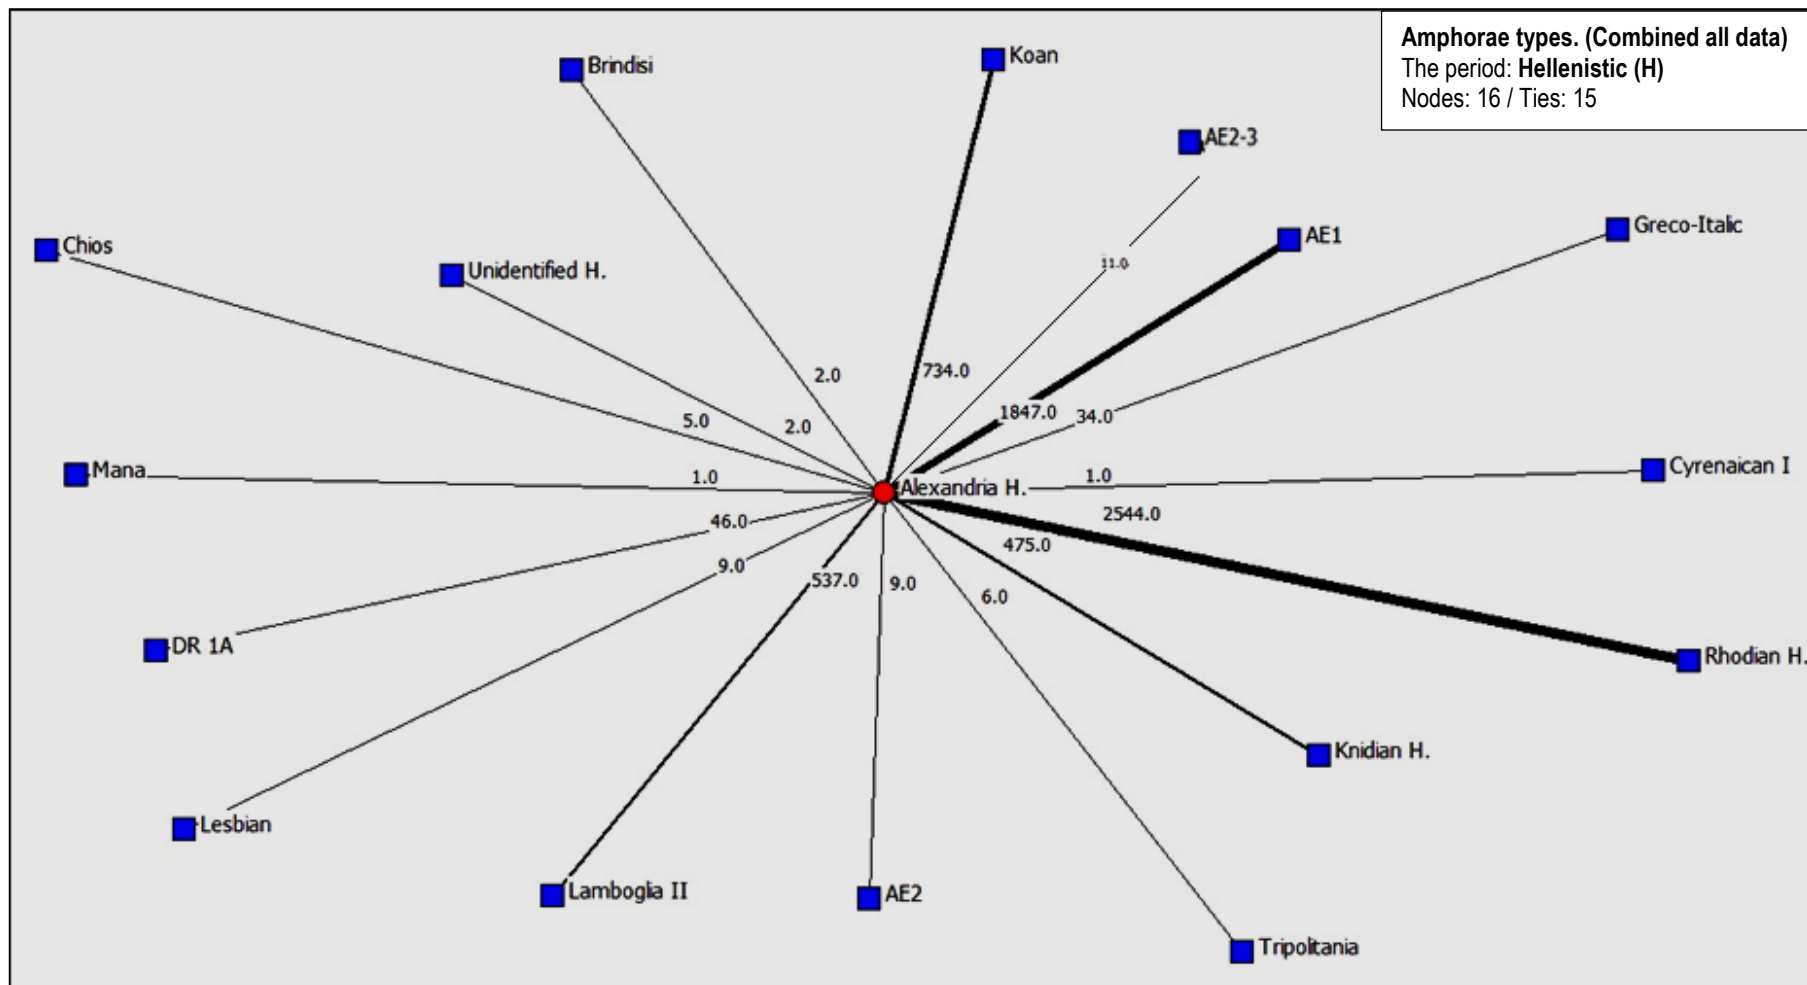 Amphorae types. (Combined all data)
The period: Hellenistic (H)
Nodes: 16 / Ties: 15
Koan
Brindisi
AE2-3
Greco-Italic
AE1
Chios
11.0
Unidentified H.
734.0
2.0
1847.0
34.0
5.0
2.0
Mana
1.0
1.0
Cyrenaican I
Alexandria H.
2544.0
46.0
475.0
9.0
537.0
9.0
6.0
DR 1A
Rhodian H.
Knidian H.
Lesbian
Lamboglia II
AE2
Tripolitania